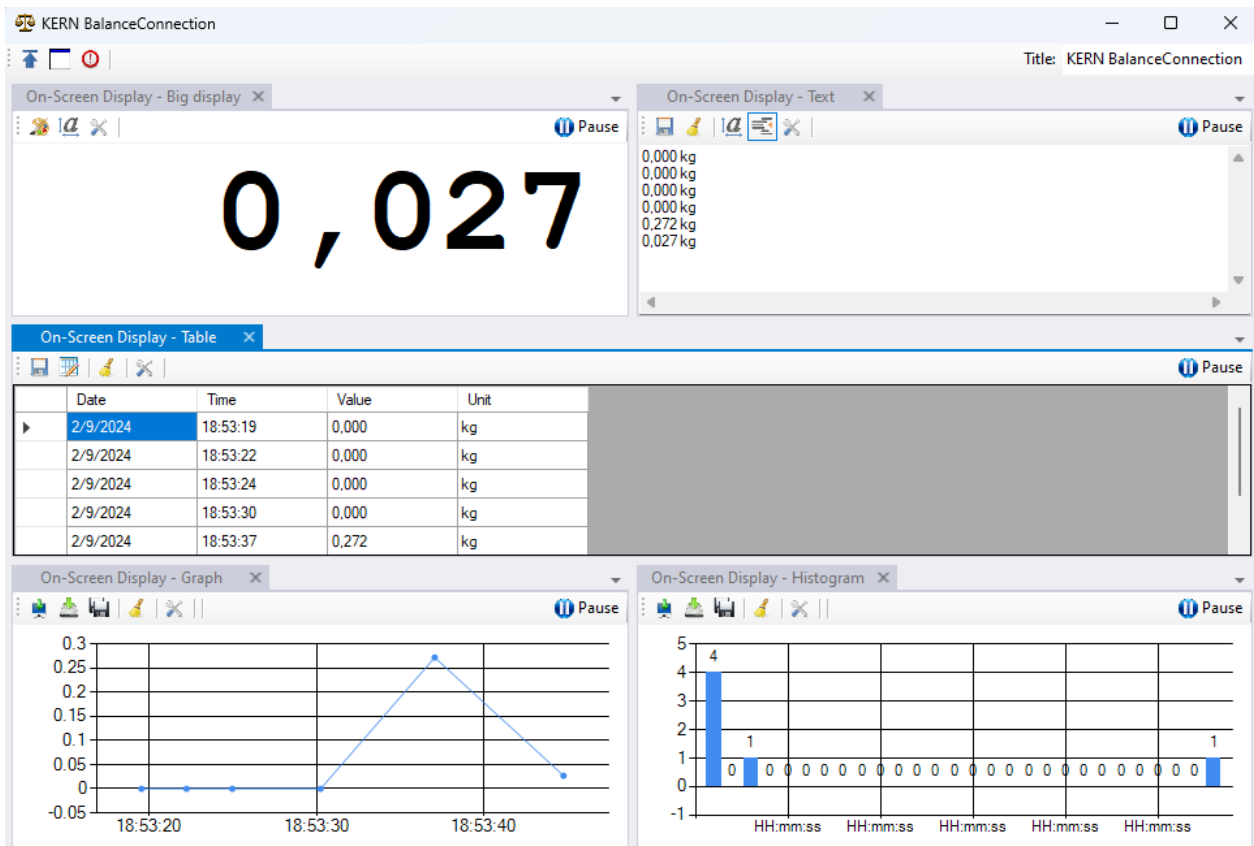 KERN BalanceConnection
Title: KERN BalanceConnection
On-Screen Display - Big display
Pause
0,027
On-Screen Display - Text
Pause
0,000 kg
0,000 kg
0,000 kg
0,000 kg
0,272 kg
0,027 kg
On-Screen Display - Table
Pause
Date Time Value Unit
2/9/2024 18:53:19 0,000 kg
2/9/2024 18:53:22 0,000 kg
2/9/2024 18:53:24 0,000 kg
2/9/2024 18:53:30 0,000 kg
2/9/2024 18:53:37 0,272 kg
On-Screen Display - Graph
Pause
0.3
0.25
0.2
0.15
0.1
0.05
0
-0.05
18:53:20 18:53:30 18:53:40
On-Screen Display - Histogram
Pause
5
4
3
2
1
0
-1
4 0 1 0 0 0 0 0 0 0 0 0 0 0 0 0 0 0 0 0 0 0 0 0 0 0 0 1
HH:mm:ss HH:mm:ss HH:mm:ss HH:mm:ss HH:mm:ss